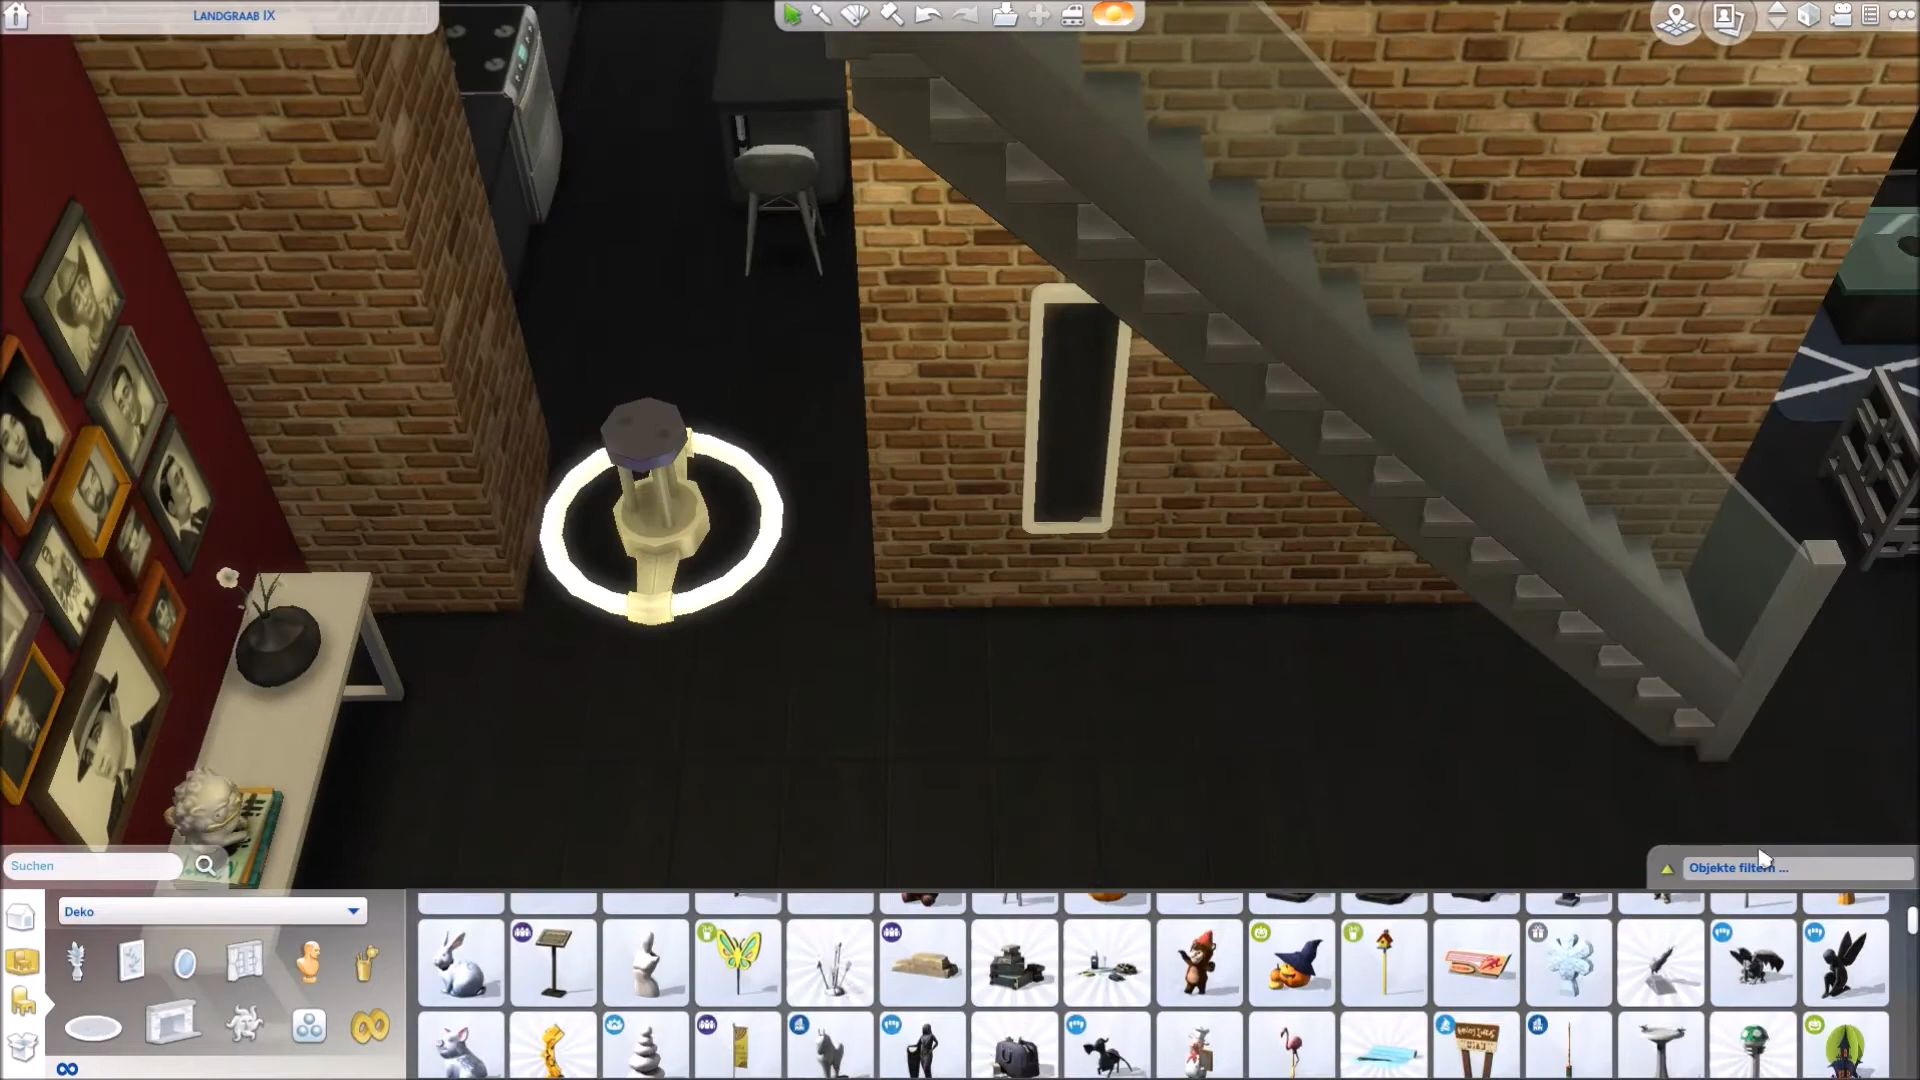 LANDGRAAB IX
Suchen
Objekte filtern ...
Deko